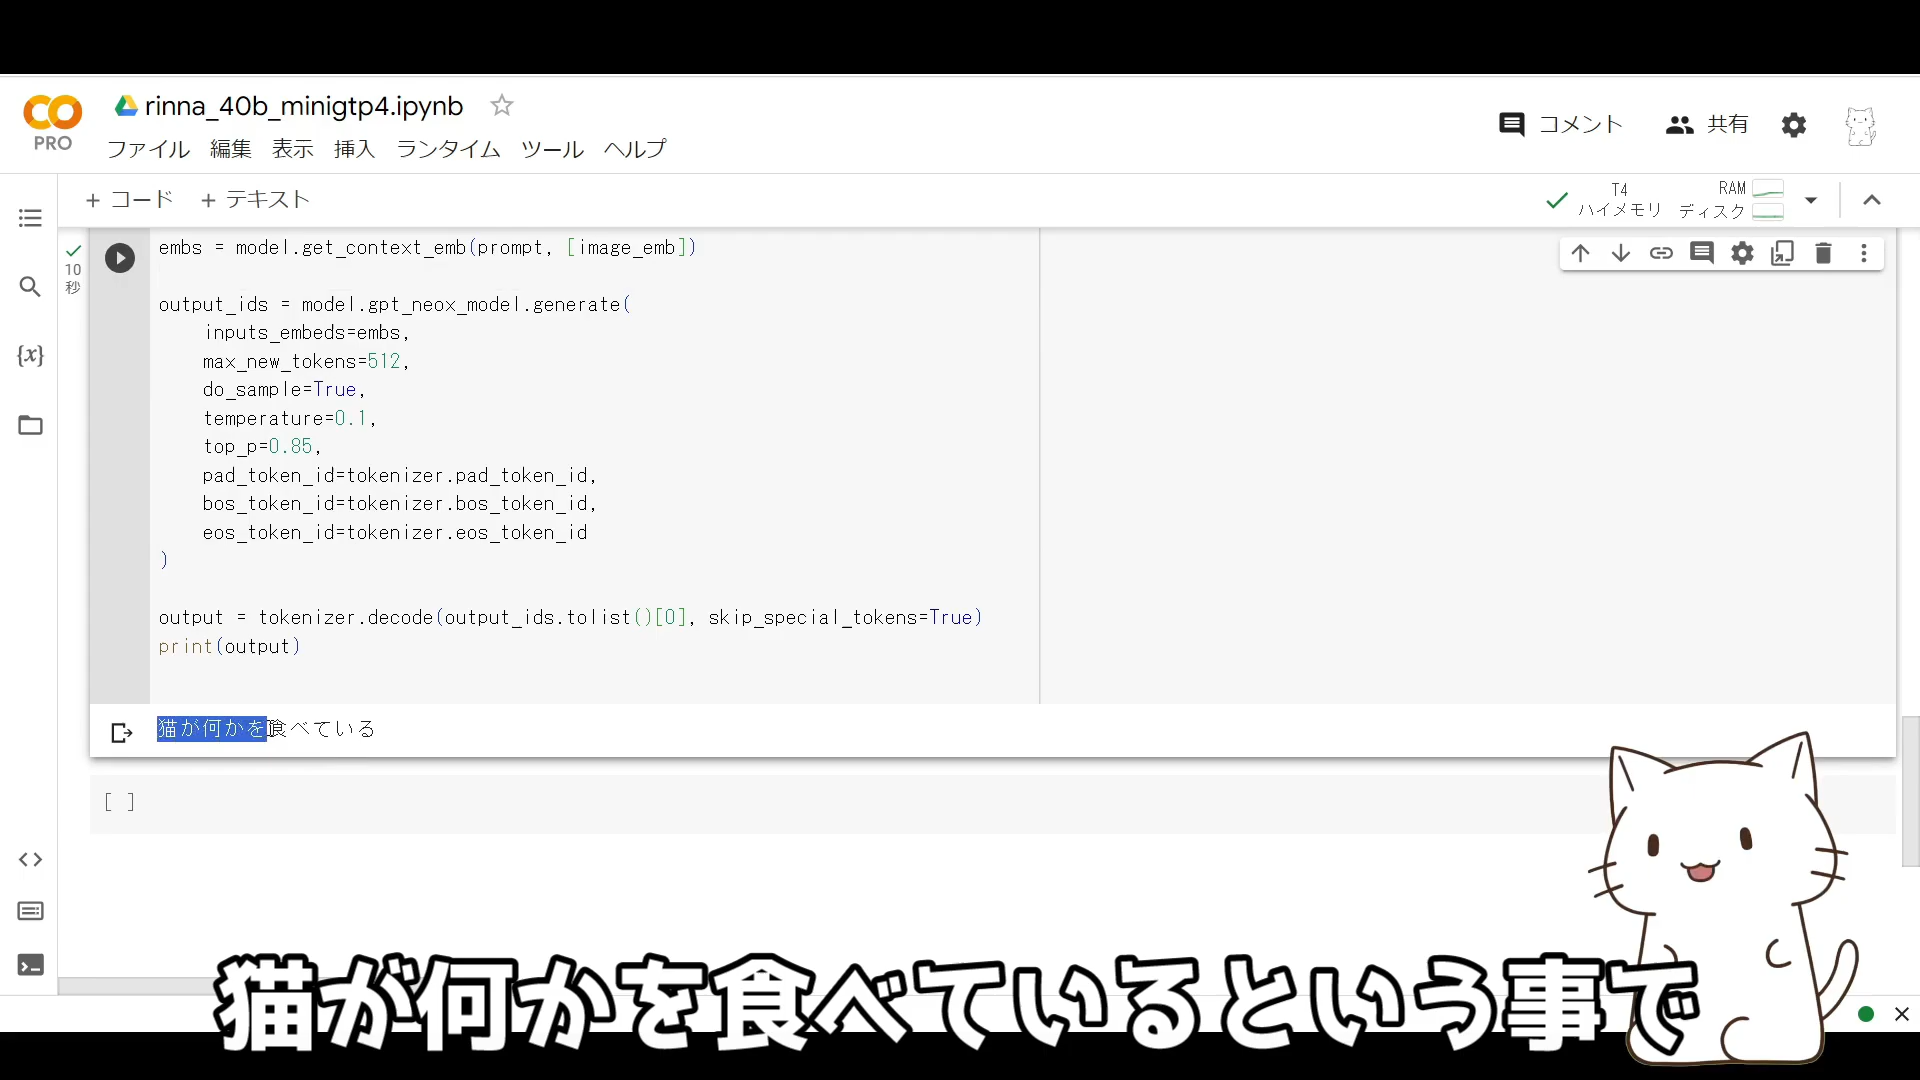 PRO
rinna_40b_minigtp4.ipynb
ファイル 編集 表示 挿入 ランタイム ツール ヘルプ
コメント
共有
+ コード + テキスト
T4
ハイメモリ
RAM
ディスク
10
秒
embs = model.get_context_emb(prompt, [image_emb])
output_ids = model.gpt_neox_model.generate(
inputs_embeds=embs,
max_new_tokens=512,
do_sample=True,
temperature=0.1,
top_p=0.85,
pad_token_id=tokenizer.pad_token_id,
bos_token_id=tokenizer.bos_token_id,
eos_token_id=tokenizer.eos_token_id
)
output = tokenizer.decode(output_ids.tolist()[0], skip_special_tokens=True)
print(output)
猫が何かを食べている
[ ]
猫が何かを食べているという事で